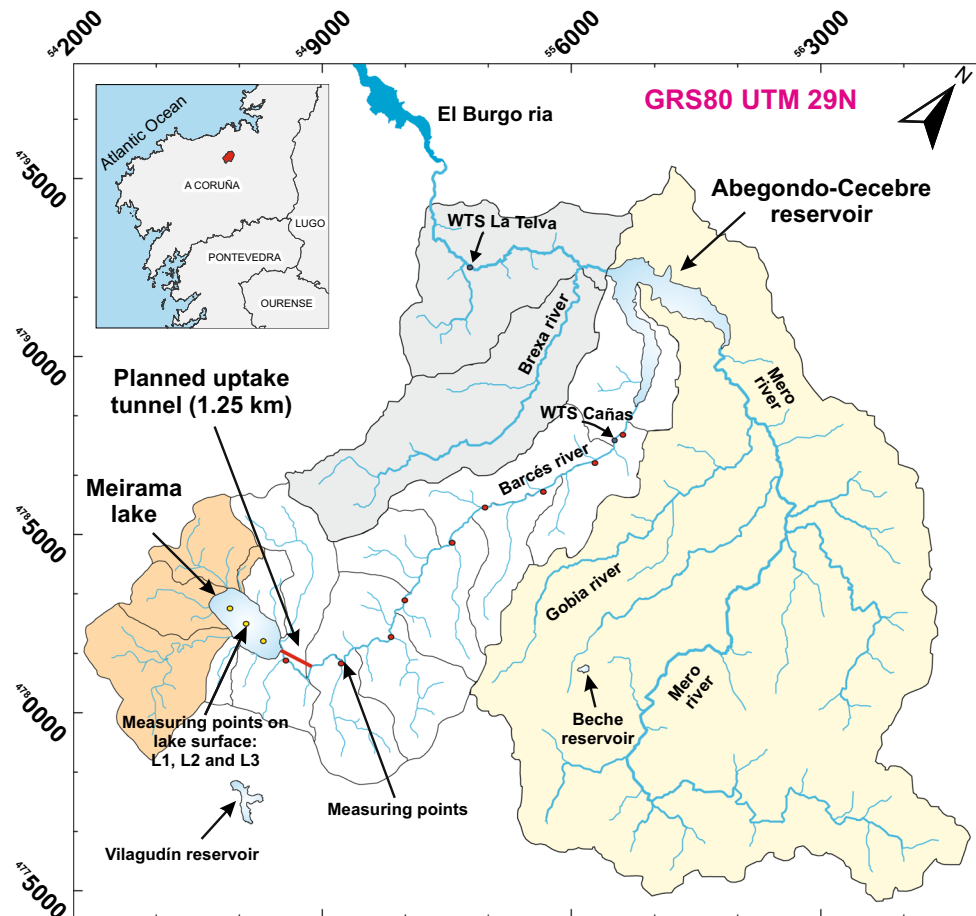 542000
549000
556000
563000
N
GRS80 UTM 29N
El Burgo ria
Atlantic Ocean
A CORUÑA
LUGO
PONTEVEDRA
OURENSE
4795000
Abegondo-Cecebre
reservoir
WTS La Telva
Brexa river
4790000
Planned uptake
tunnel (1.25 km)
Mero
river
WTS Cañas
Barcés river
Meirama
lake
4785000
Gobia river
Mero river
4780000
Measuring points on
lake surface:
L1, L2 and L3
Beche
reservoir
Measuring points
Vilagudín reservoir
4775000